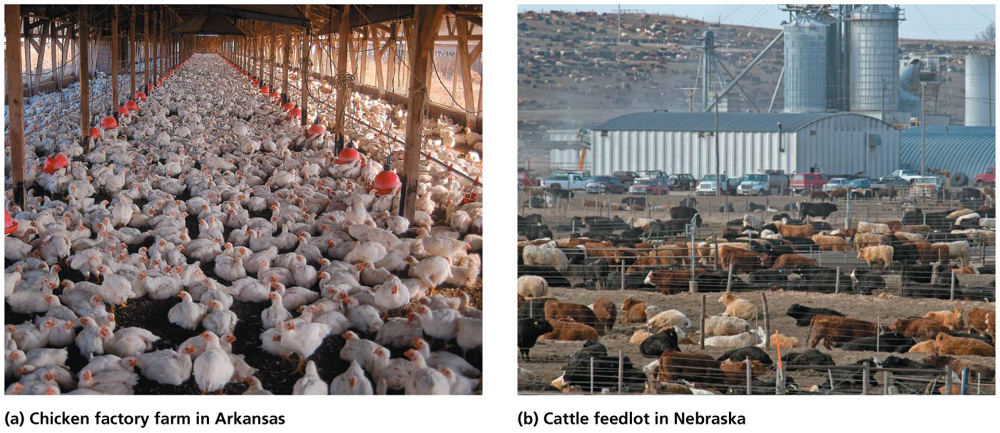 (a) Chicken factory farm in Arkansas
(b) Cattle feedlot in Nebraska